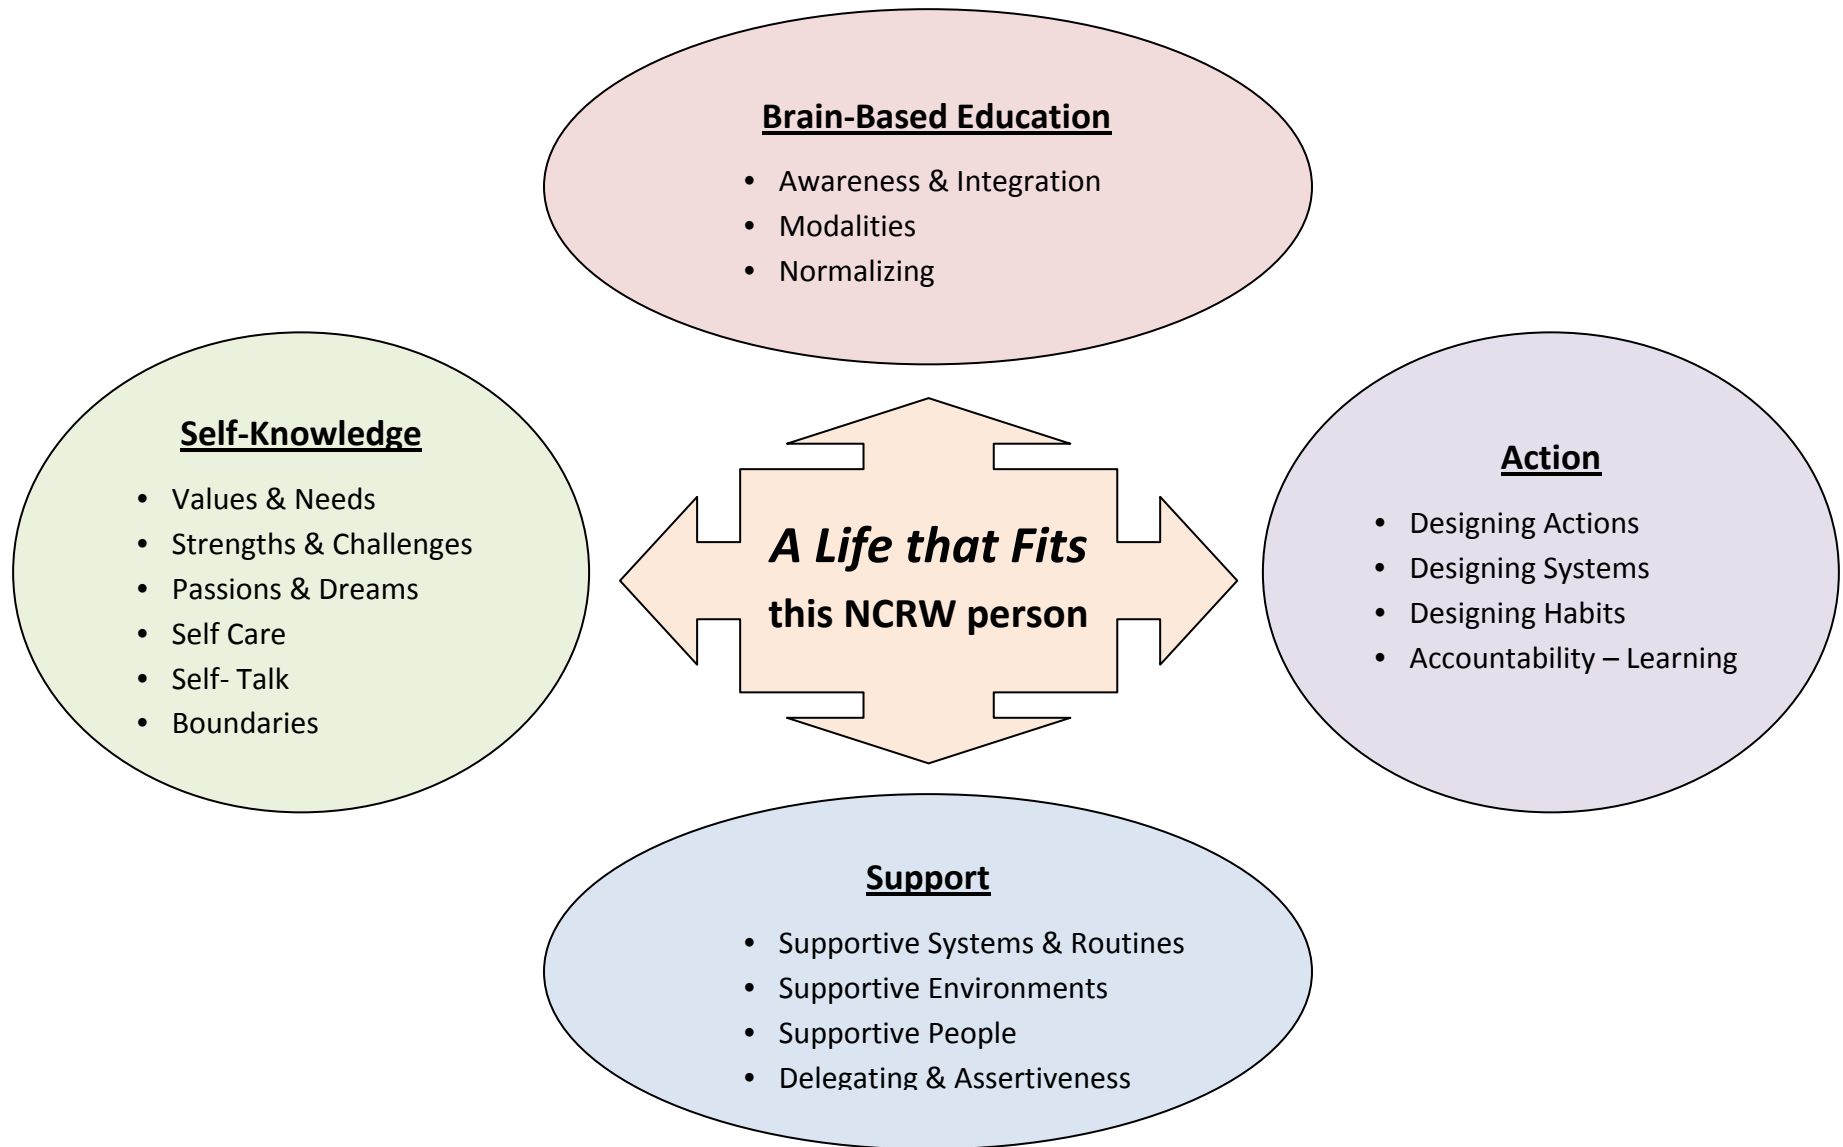 Brain-Based Education
• Awareness & Integration
• Modalities
• Normalizing
Self-Knowledge
• Values & Needs
• Strengths & Challenges
• Passions & Dreams
• Self Care
• Self- Talk
• Boundaries
A Life that Fits
this NCRW person
Action
• Designing Actions
• Designing Systems
• Designing Habits
• Accountability – Learning
Support
• Supportive Systems & Routines
• Supportive Environments
• Supportive People
• Delegating & Assertiveness